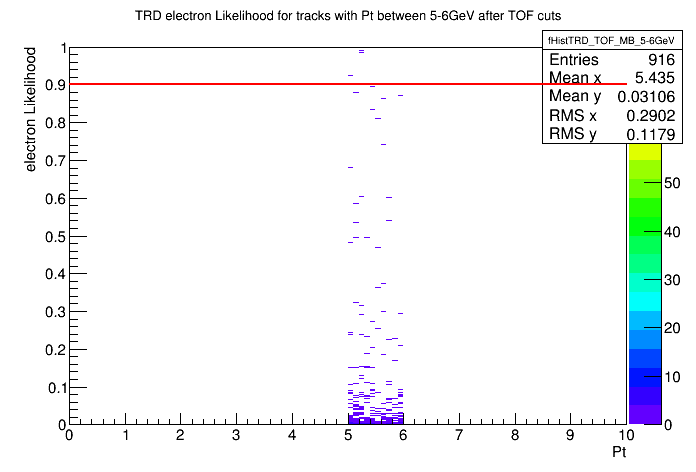 TRD electron Likelihood for tracks with Pt between 5-6GeV after TOF cuts
fHistTRD_TOF_MB_5-6GeV
Entries 916
Mean x 5.435
Mean y 0.03106
RMS x 0.2902
RMS y 0.1179
electron Likelihood
1
0.9
0.8
0.7
0.6
0.5
0.4
0.3
0.2
0.1
0
0 1 2 3 4 5 6 7 8 9 10
Pt
50
40
30
20
10
0